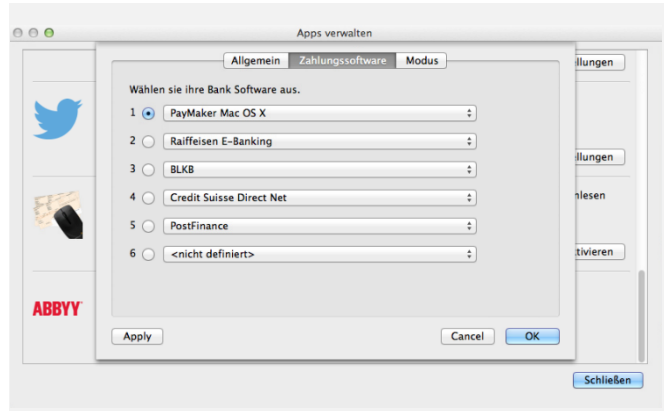 Apps verwalten
Allgemein Zahlungssoftware Modus
Wählen sie ihre Bank Software aus.
1 PayMaker Mac OS X
2 Raiffeisen E-Banking
3 BLKB
4 Credit Suisse Direct Net
5 PostFinance
6 <nicht definiert>
Apply Cancel OK
llungen
llungen
nlesen
tivieren
ABBYY
Schließen